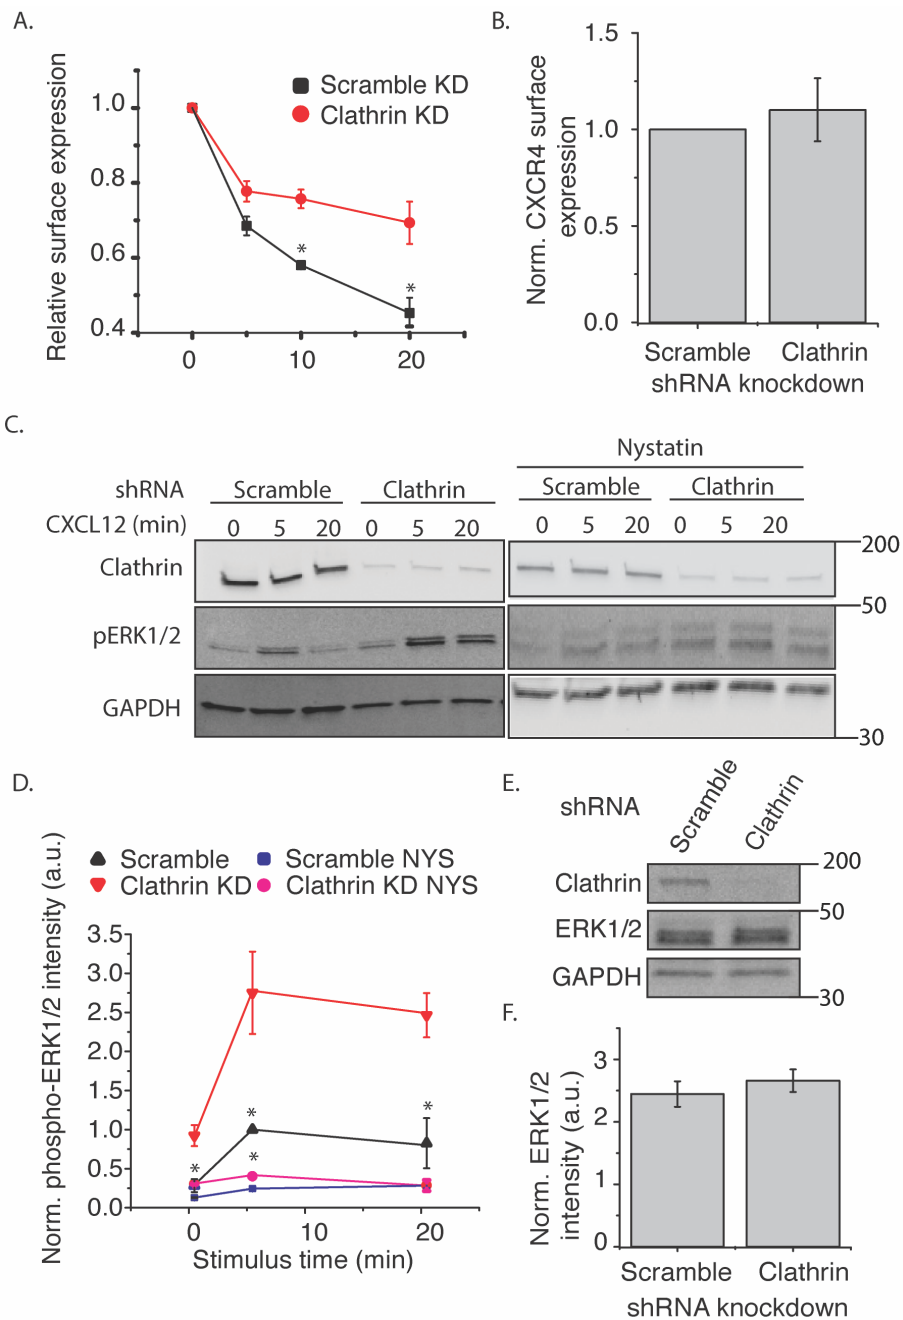 A.
Relative surface expression
1.0
0.8
0.6
0.4
0 10 20
Scramble KD
Clathrin KD
*
*
B.
Norm. CXCR4 surface
expression
1.5
1.0
0.5
0.0
Scramble Clathrin
shRNA knockdown
C.
Nystatin
shRNA Scramble Clathrin Scramble Clathrin
CXCL12 (min) 0 5 20 0 5 20 0 5 20 0 5 20
Clathrin
200
50
pERK1/2
GAPDH
30
D.
Norm. phospho-ERK1/2 intensity (a.u.)
Scramble Scramble NYS
Clathrin KD Clathrin KD NYS
3.5
3.0
2.5
2.0
1.5
1.0
0.5
0.0
*
*
*
*
0 10 20
Stimulus time (min)
E.
shRNA
Scramble
Clathrin
Clathrin
200
ERK1/2
50
GAPDH
30
F.
Norm. ERK1/2
intensity (a.u.)
3
2
1
0
Scramble Clathrin
shRNA knockdown